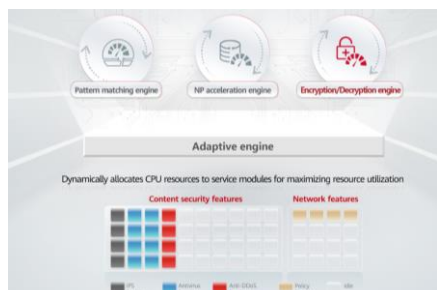 Pattern matching engine
NP acceleration engine
Encryption/Decryption engine
Adaptive engine
Dynamically allocates CPU resources to service modules for maximizing resource utilization
Content security features
Network features
IPS
Antivirus
Anti-DDoS
Policy
Idle